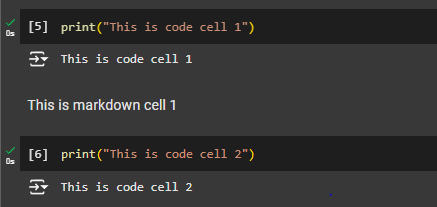 [5] print("This is code cell 1")
0s
This is code cell 1
This is markdown cell 1
[6] print("This is code cell 2")
0s
This is code cell 2